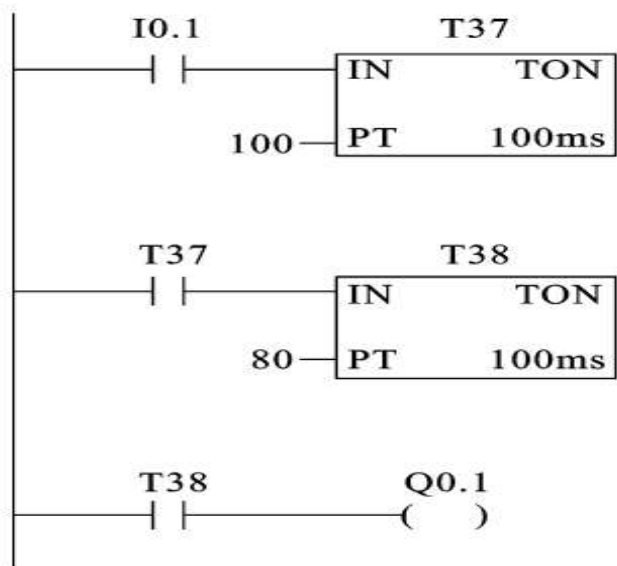 I0.1 T37
IN TON
100 PT 100ms
T37 T38
IN TON
80 PT 100ms
T38 Q0.1
( )